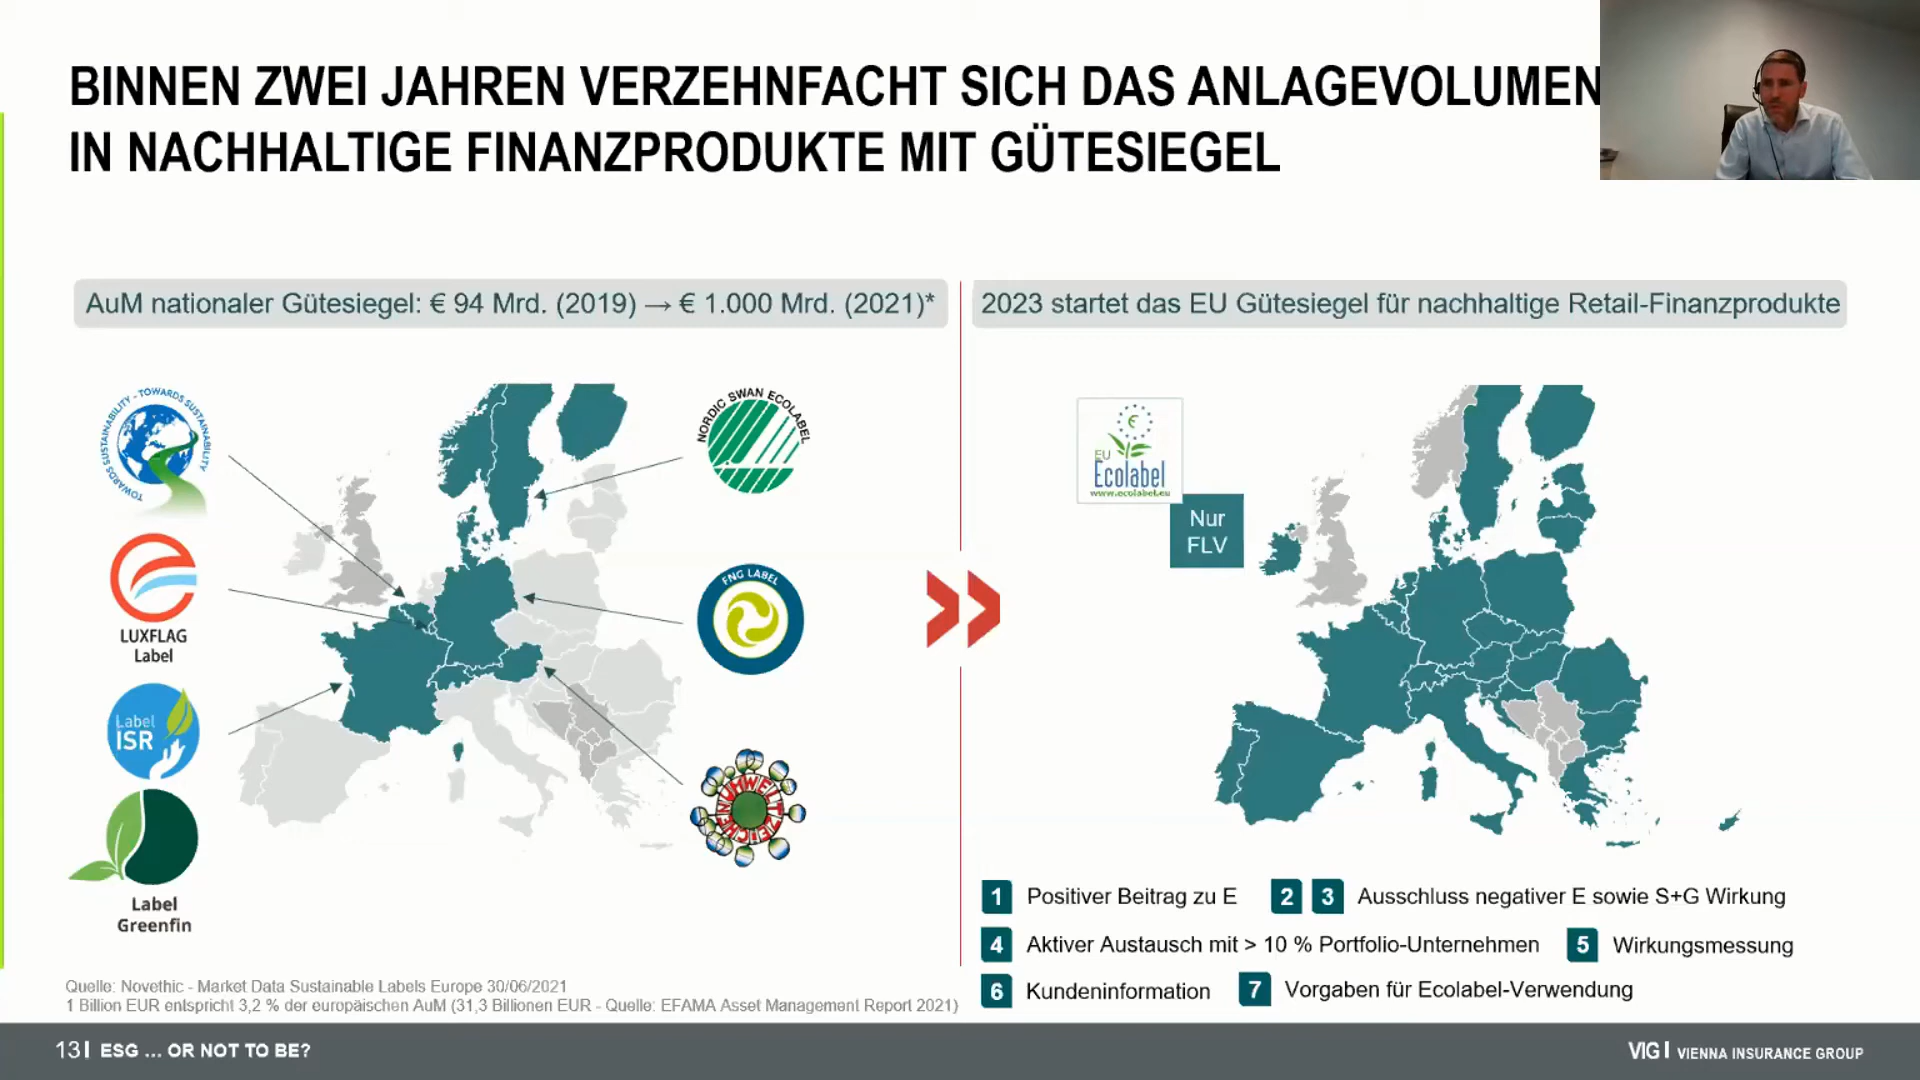 BINNEN ZWEI JAHREN VERZEHNFACHT SICH DAS ANLAGEVOLUMEN
IN NACHHALTIGE FINANZPRODUKTE MIT GÜTESIEGEL
AuM nationaler Gütesiegel: € 94 Mrd. (2019) → € 1.000 Mrd. (2021)*
TOWARDS SUSTAINABILITY - TOWARDS SUSTAINABILITY
NORDIC SWAN ECOLABEL
LUXFLAG
Label
FNG LABEL
Label
ISR
UMWELTZEICHEN
Label
Greenfin
Quelle: Novethic - Market Data Sustainable Labels Europe 30/06/2021
1 Billion EUR entspricht 3,2 % der europäischen AuM (31,3 Billionen EUR - Quelle: EFAMA Asset Management Report 2021)
2023 startet das EU Gütesiegel für nachhaltige Retail-Finanzprodukte
€
EU
Ecolabel
www.ecolabel.eu
Nur
FLV
1 Positiver Beitrag zu E 2 3 Ausschluss negativer E sowie S+G Wirkung
4 Aktiver Austausch mit > 10 % Portfolio-Unternehmen 5 Wirkungsmessung
6 Kundeninformation 7 Vorgaben für Ecolabel-Verwendung
13 | ESG ... OR NOT TO BE?
VIG | VIENNA INSURANCE GROUP